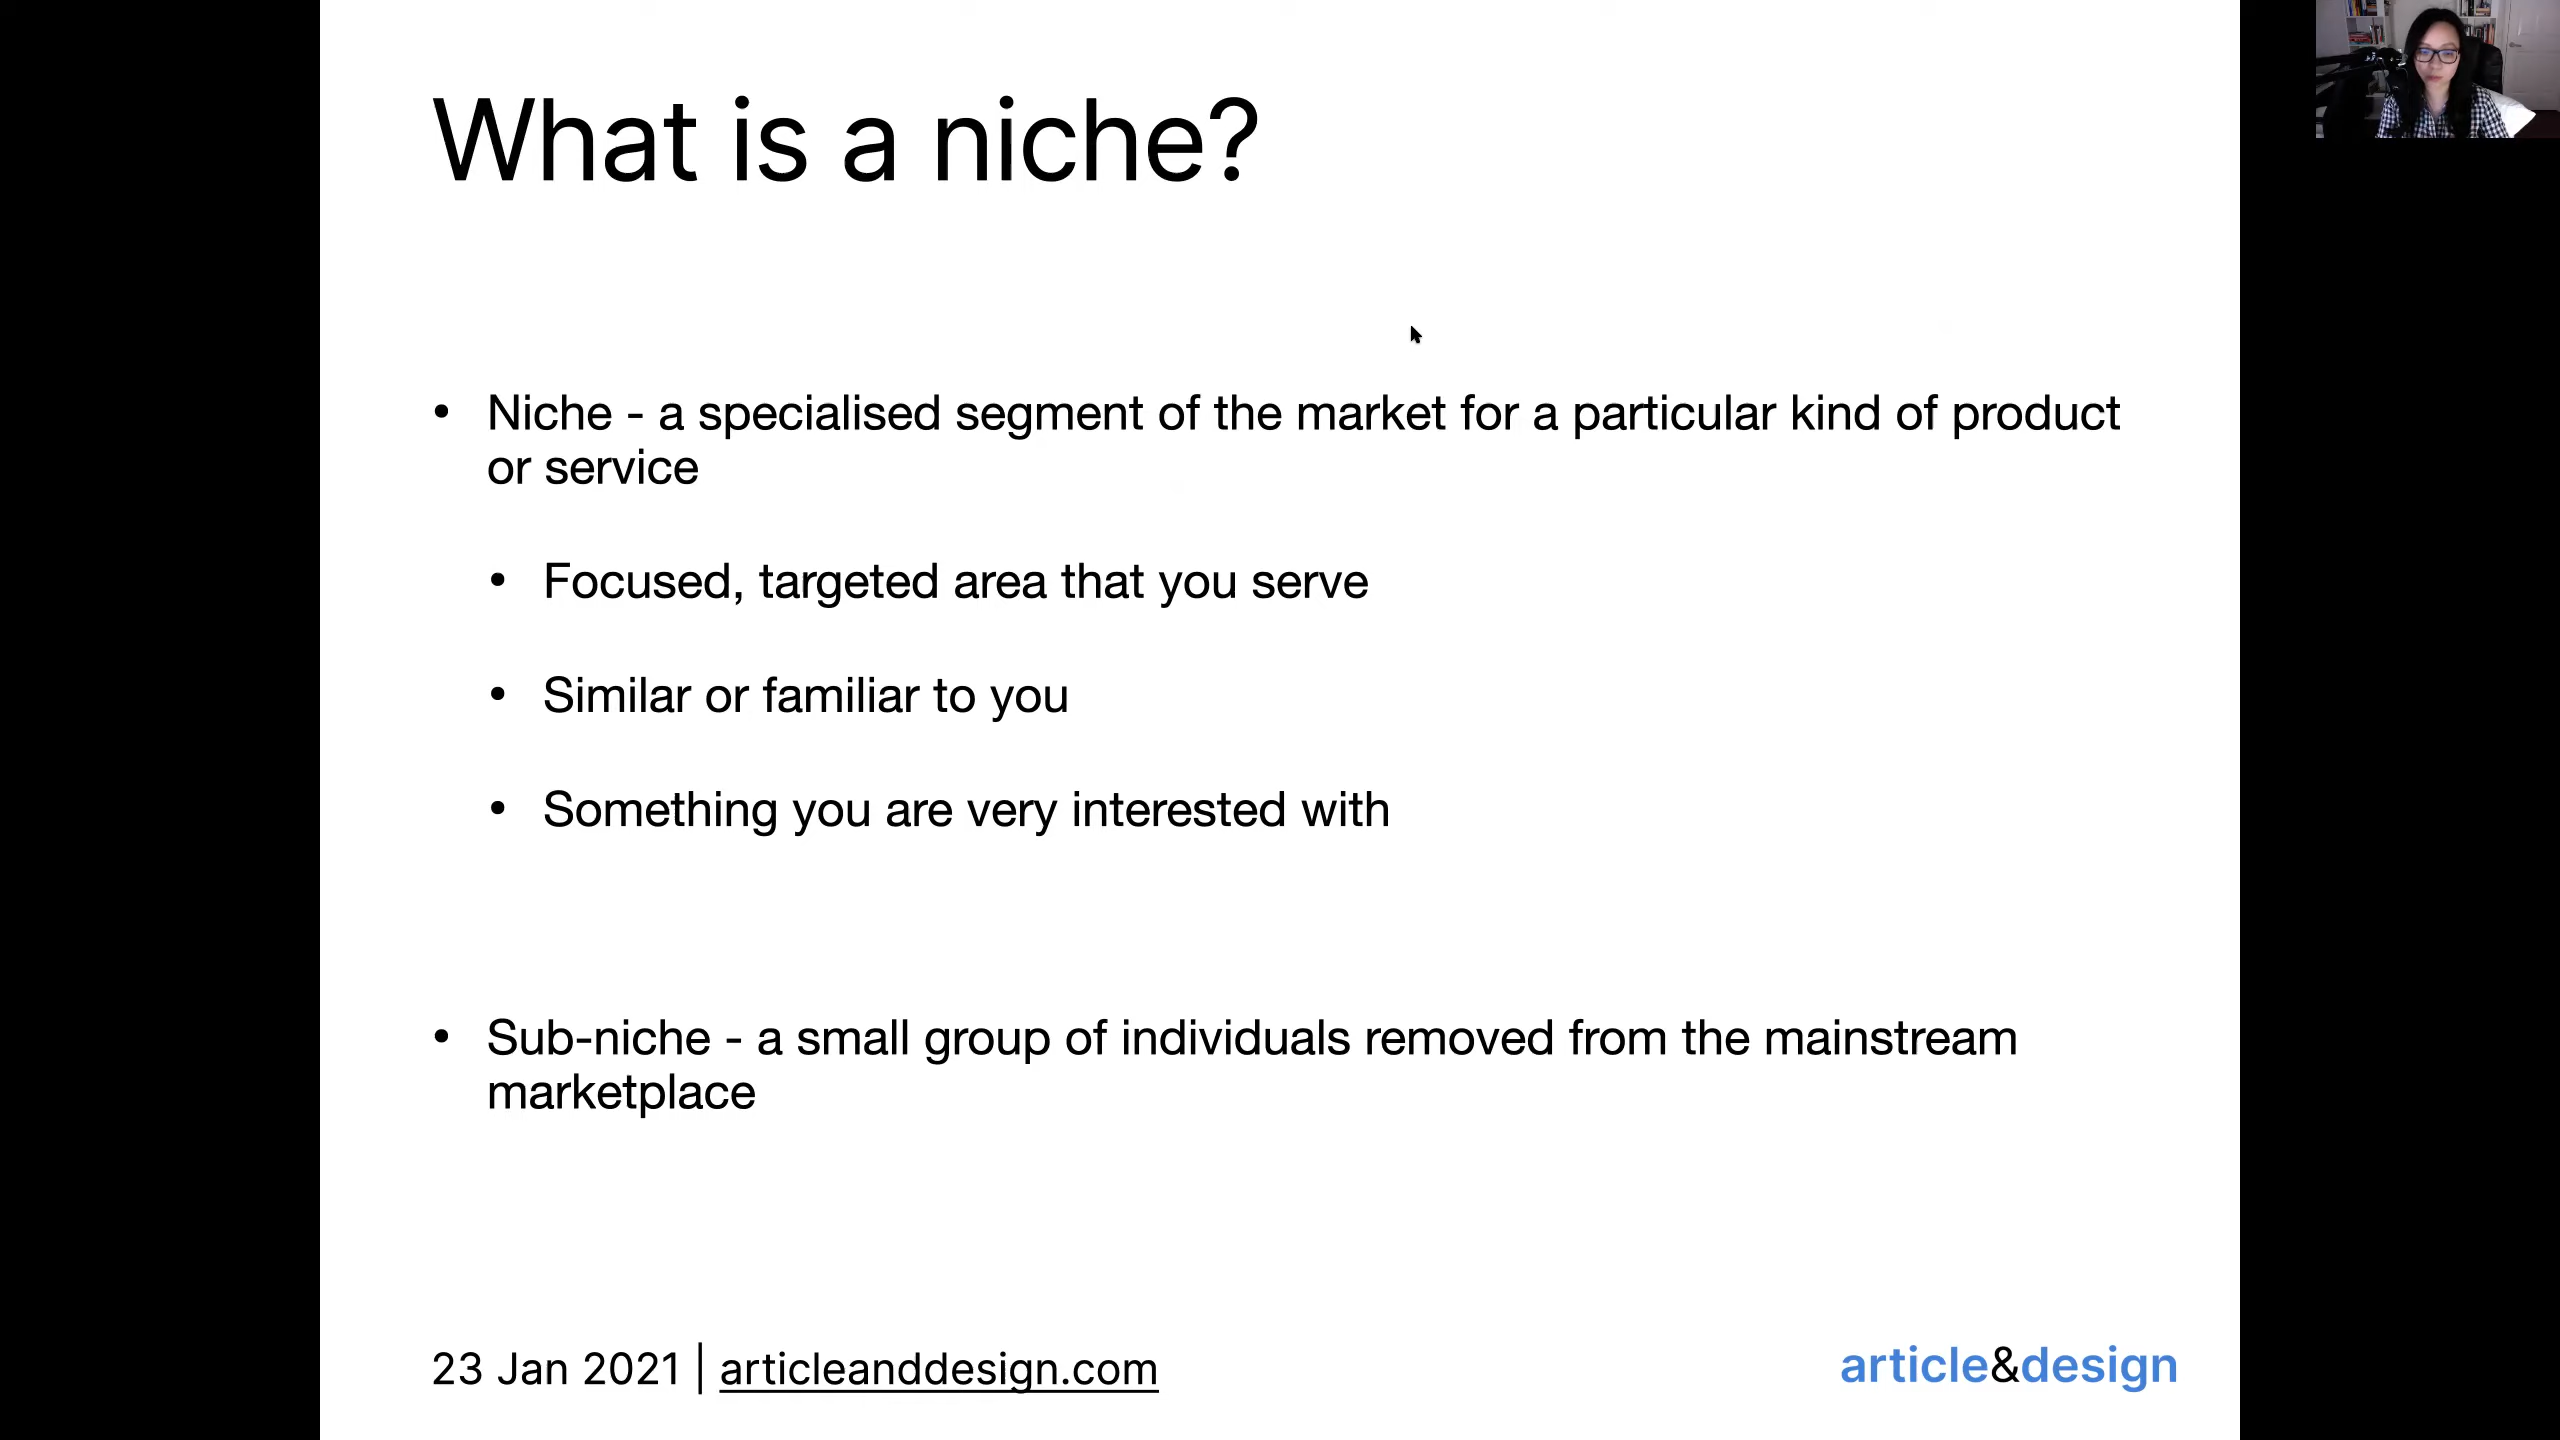 What is a niche?
• Niche - a specialised segment of the market for a particular kind of product
or service
• Focused, targeted area that you serve
• Similar or familiar to you
• Something you are very interested with
• Sub-niche - a small group of individuals removed from the mainstream
marketplace
23 Jan 2021 | articleanddesign.com
article&design